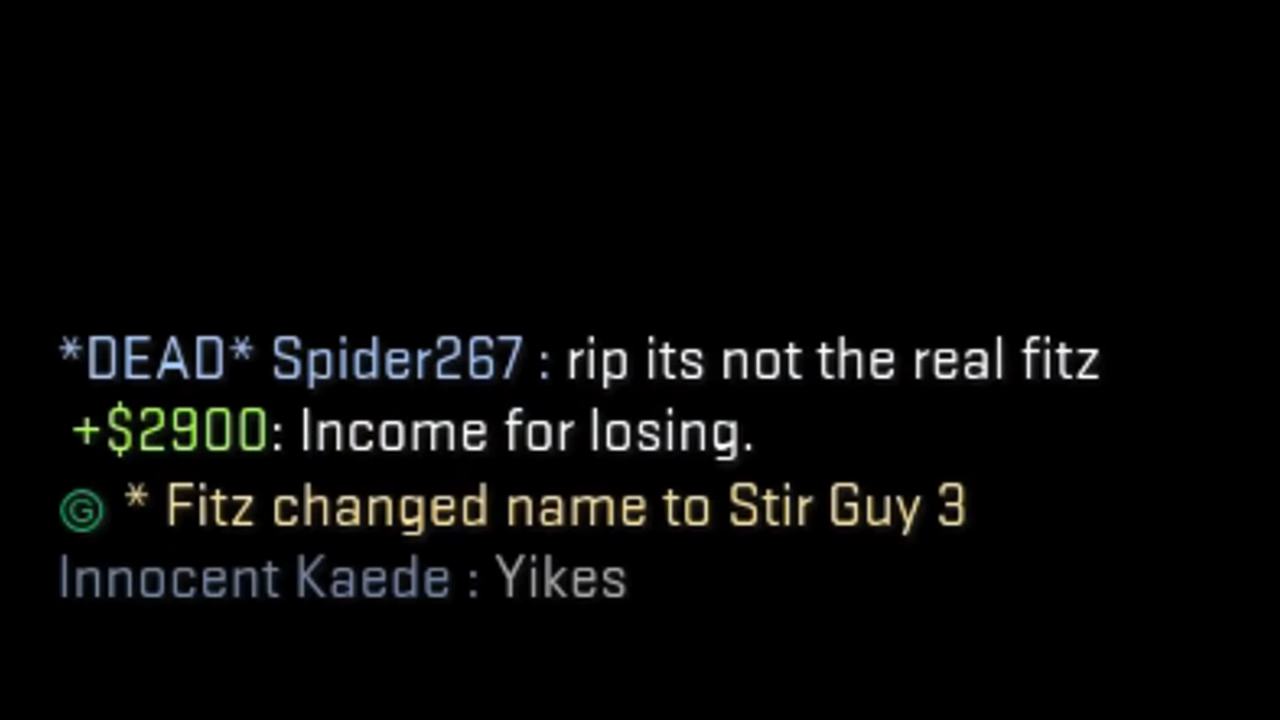 *DEAD* Spider267 : rip its not the real fitz
+$2900: Income for losing.
G * Fitz changed name to Stir Guy 3
Innocent Kaede : Yikes